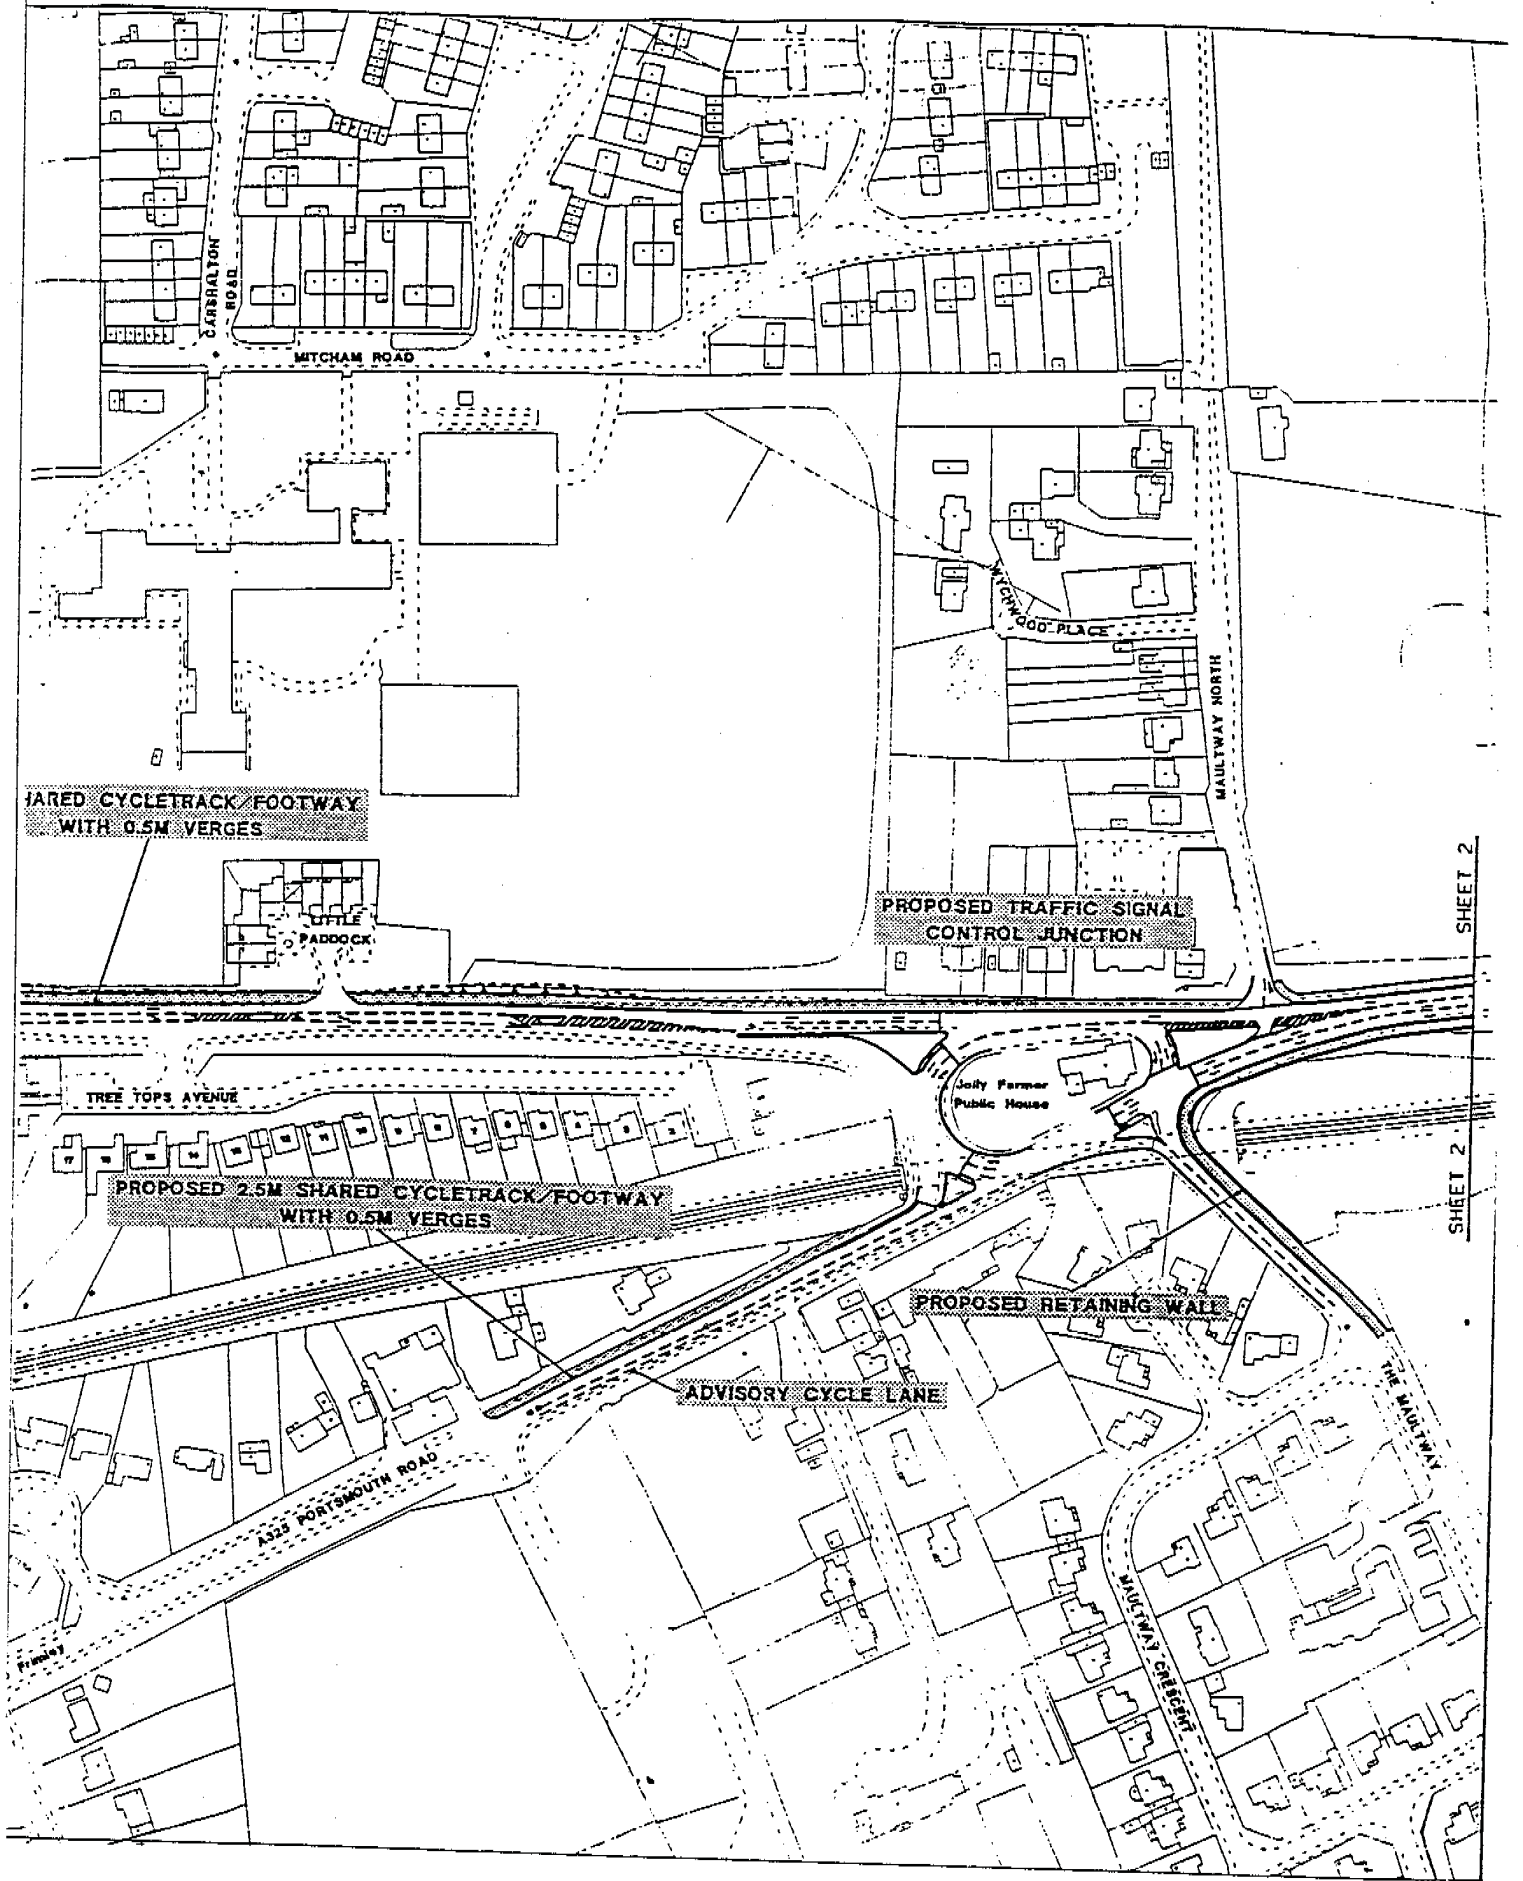 CARSHALTON
ROAD
MITCHAM ROAD
WYCHWOOD PLACE
MAULTWAY NORTH
HARED CYCLETRACK/FOOTWAY
WITH 0.5M VERGES
LITTLE
PADDOCK
PROPOSED TRAFFIC SIGNAL
CONTROL JUNCTION
SHEET 2
SHEET 2
TREE TOPS AVENUE
Jolly Farmer
Public House
17
PROPOSED 2.5M SHARED CYCLETRACK/FOOTWAY
WITH 0.5M VERGES
PROPOSED RETAINING WALL
ADVISORY CYCLE LANE
THE MAULTWAY
A325 PORTSMOUTH ROAD
Frimley
MAULTWAY CRESCENT